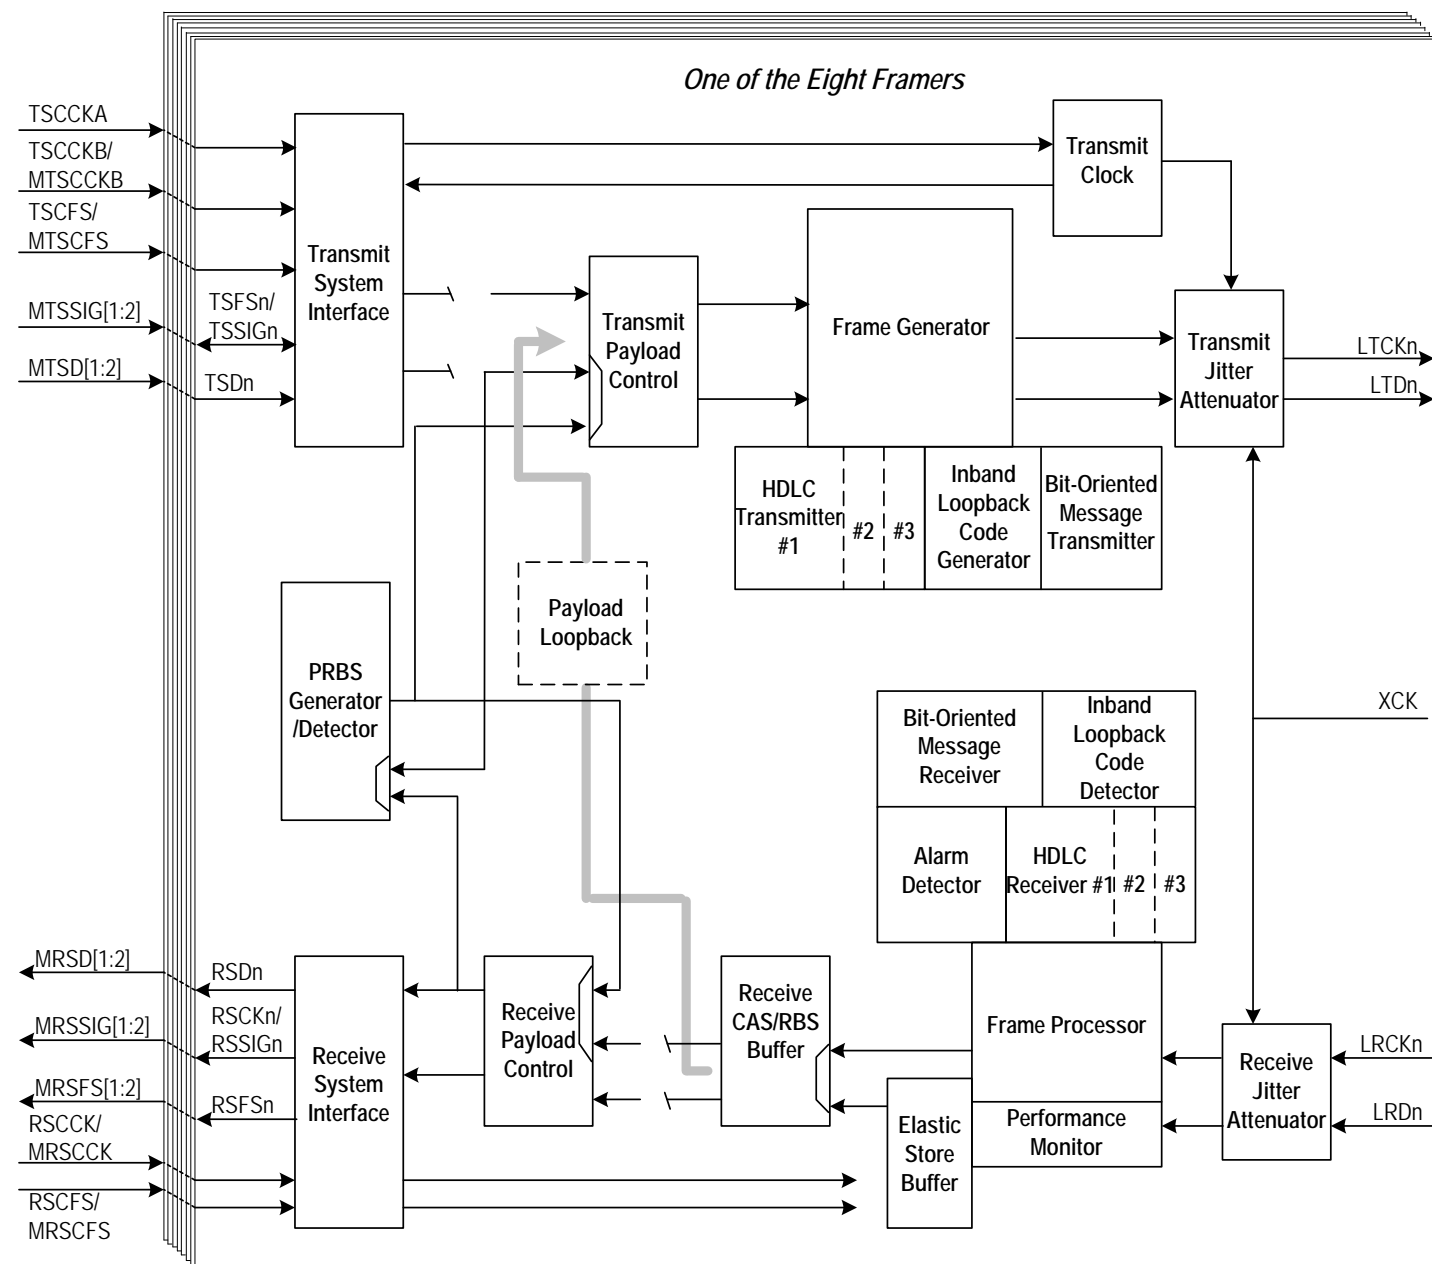 One of the Eight Framers
TSCCKA
TSCCKB/
MTSCCKB
TSCFS/
MTSCFS
MTSSIG[1:2]
MTSD[1:2]
TSFSn/
TSSIGn
TSDn
Transmit
System
Interface
Transmit
Clock
Transmit
Payload
Control
Frame Generator
Transmit
Jitter
Attenuator
LTCKn
LTDn
HDLC
Transmitter
#1
#2
#3
Inband
Loopback
Code
Generator
Bit-Oriented
Message
Transmitter
Payload
Loopback
PRBS
Generator
/Detector
XCK
Bit-Oriented
Message
Receiver
Inband
Loopback
Code
Detector
Alarm
Detector
HDLC
Receiver #1
#2
#3
MRSD[1:2]
MRSSIG[1:2]
MRSFS[1:2]
RSCCK/
MRSCCK
RSCFS/
MRSCFS
RSDn
RSCKn/
RSSIGn
RSFSn
Receive
System
Interface
Receive
Payload
Control
Receive
CAS/RBS
Buffer
Frame Processor
Performance
Monitor
Elastic
Store
Buffer
Receive
Jitter
Attenuator
LRCKn
LRDn